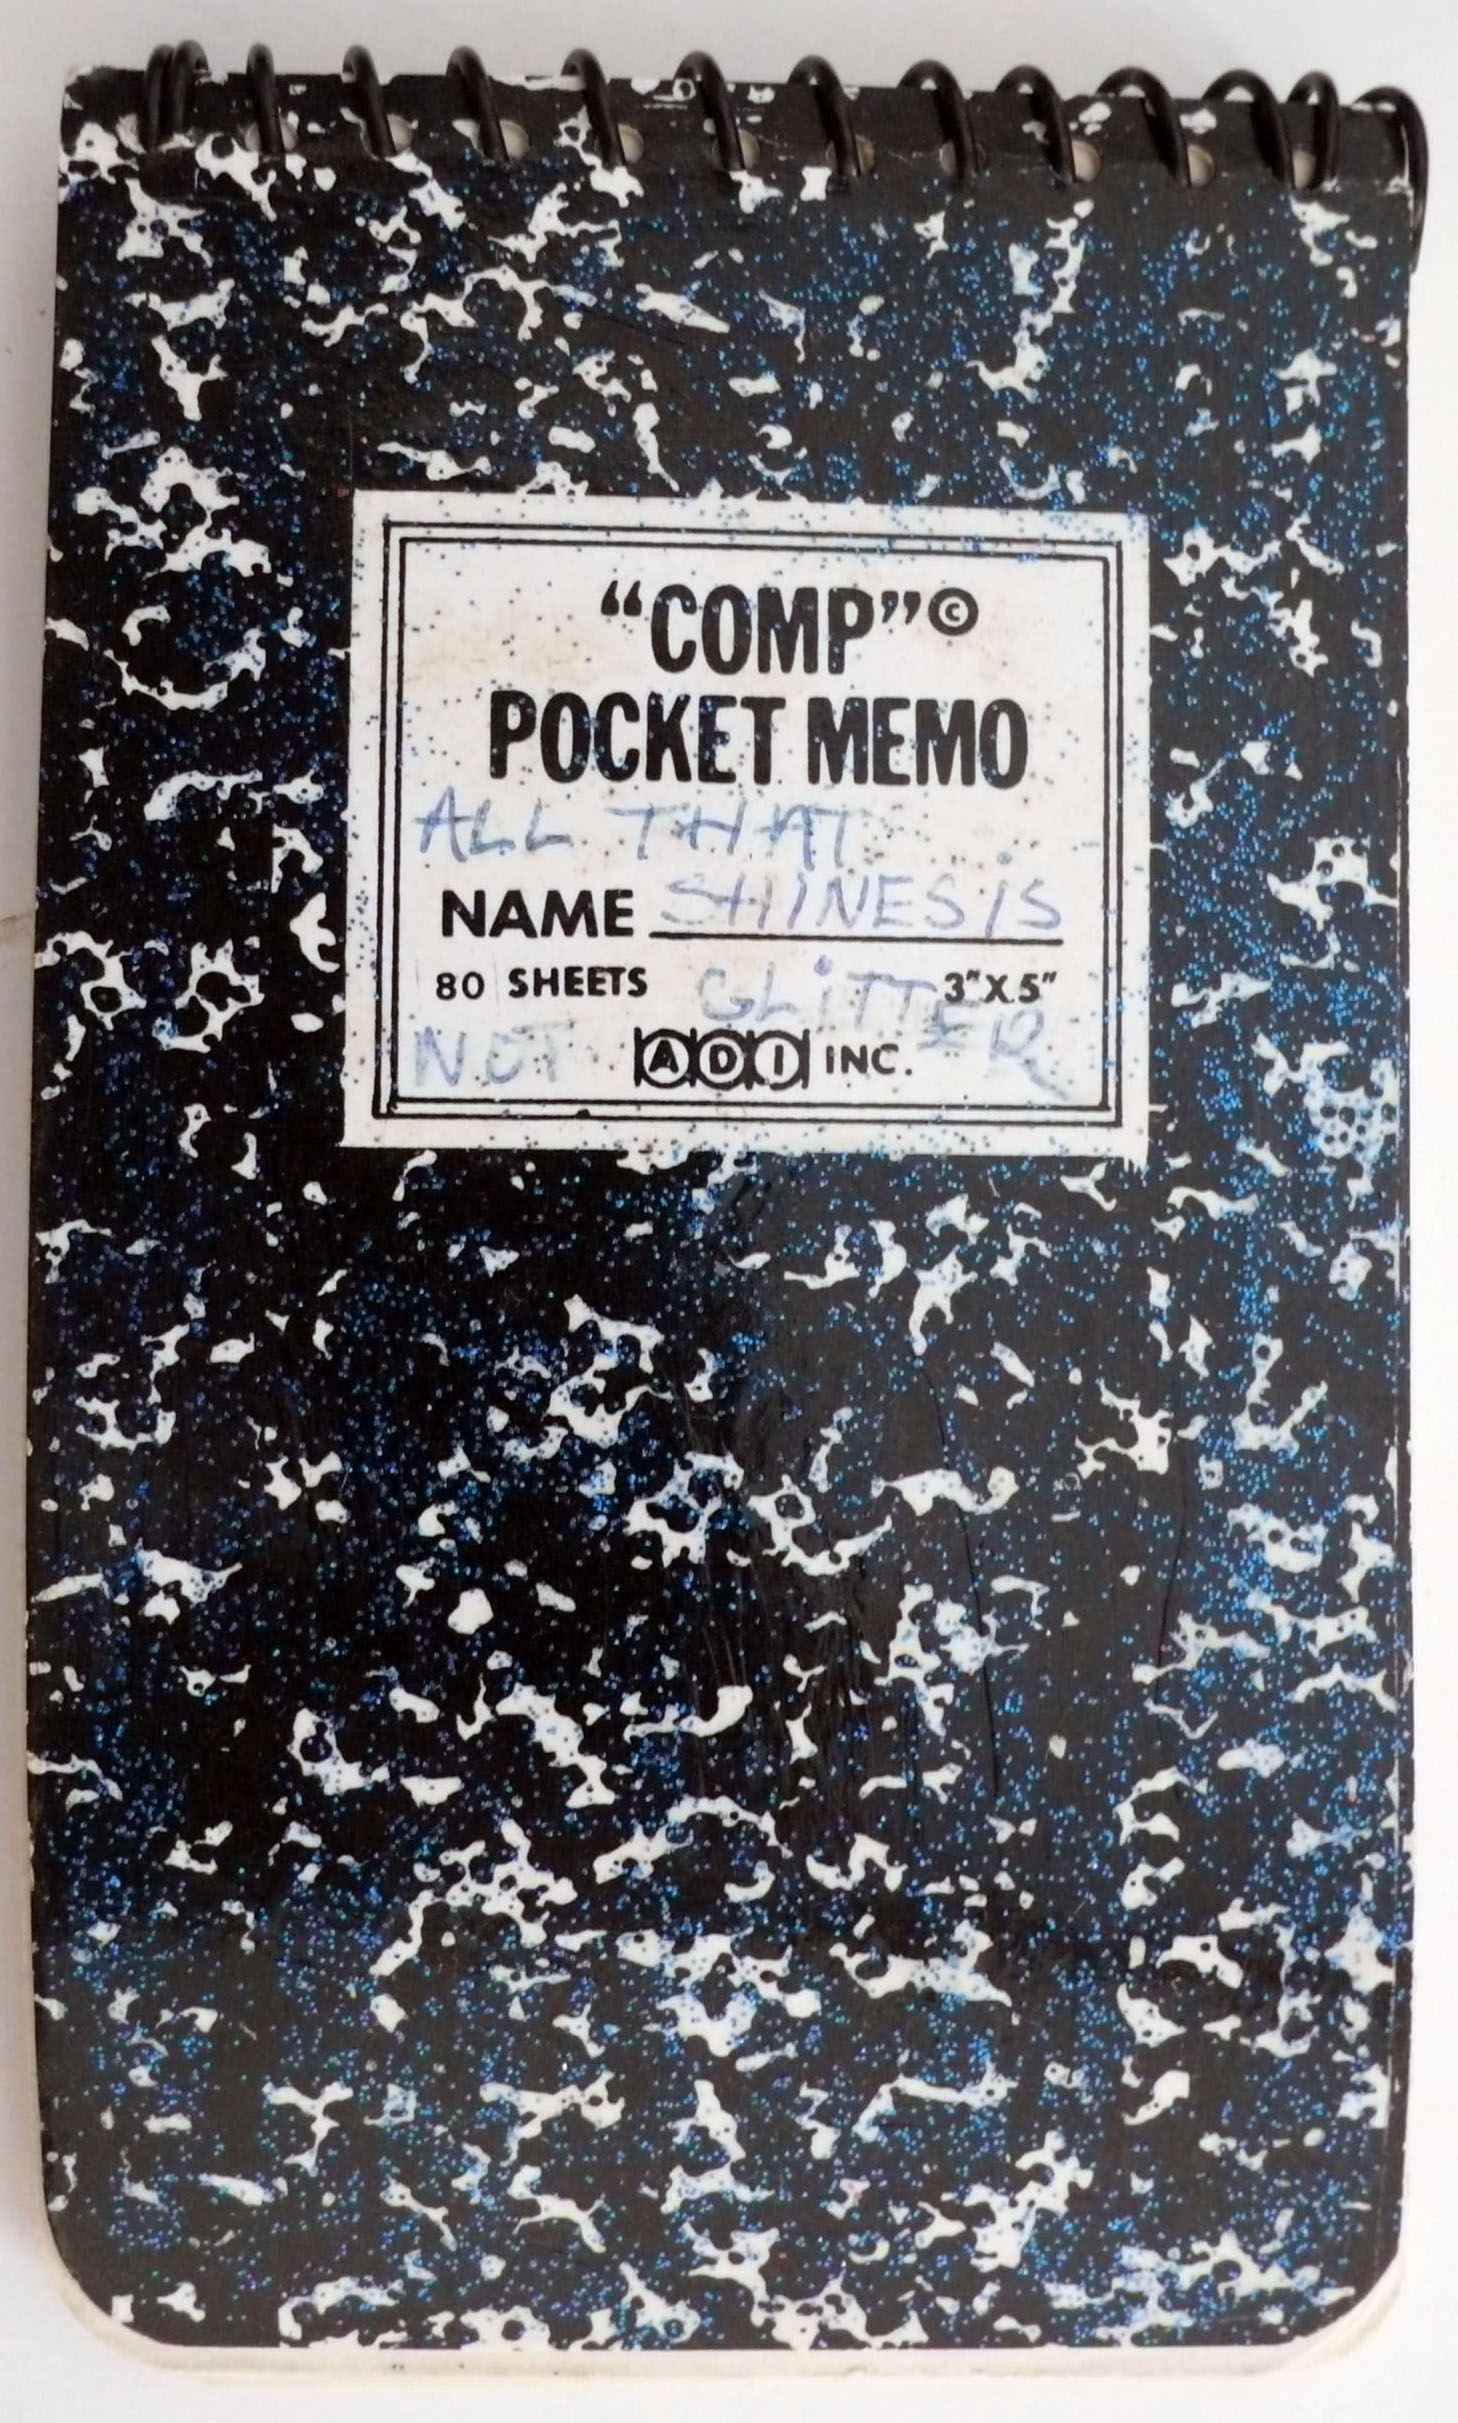 "COMP"©
POCKET MEMO
ALL THAT
NAME SHINES IS
80 SHEETS GLITTER 3"X5"
NOT ADI INC.